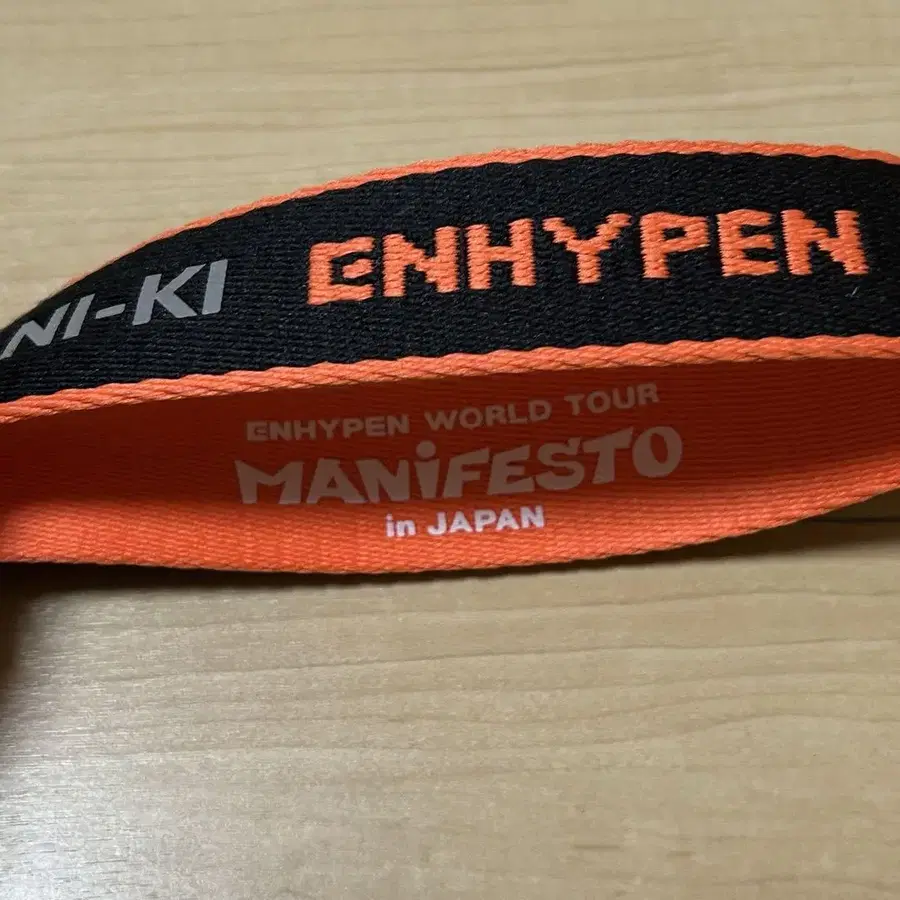 NI-KI ENHYPEN
ENHYPEN WORLD TOUR
MANiFESTO
in JAPAN